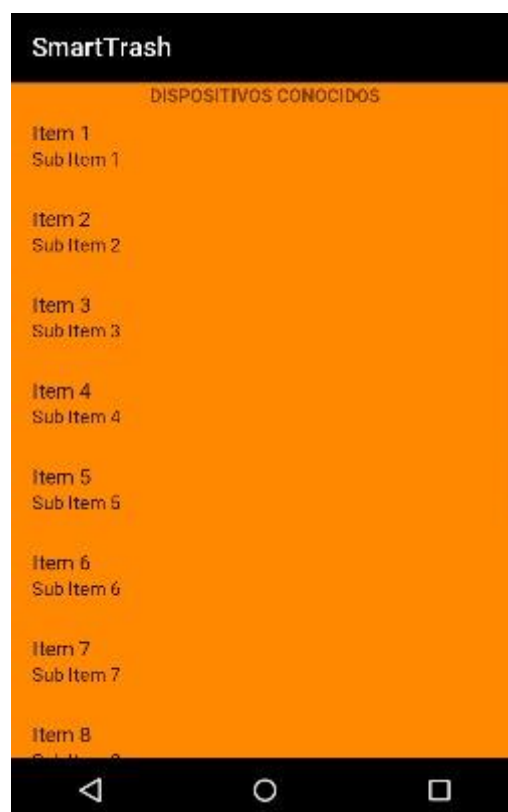 SmartTrash
DISPOSITIVOS CONOCIDOS
Item 1
Sub Item 1
Item 2
Sub Item 2
Item 3
Sub Item 3
Item 4
Sub Item 4
Item 5
Sub Item 5
Item 6
Sub Item 6
Item 7
Sub Item 7
Item 8